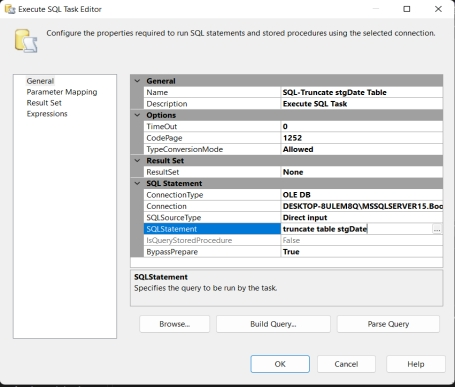 Execute SQL Task Editor
Configure the properties required to run SQL statements and stored procedures using the selected connection.
General
Parameter Mapping
Result Set
Expressions
General
Name SQL-Truncate stgDate Table
Description Execute SQL Task
Options
TimeOut 0
CodePage 1252
TypeConversionMode Allowed
Result Set
ResultSet None
SQL Statement
ConnectionType OLE DB
Connection DESKTOP-8ULEM8Q\MSSQLSERVER15.Boo
SQLSourceType Direct input
SQLStatement truncate table stgDate ...
IsQueryStoredProcedure False
BypassPrepare True
SQLStatement
Specifies the query to be run by the task.
Browse... Build Query... Parse Query
OK Cancel Help